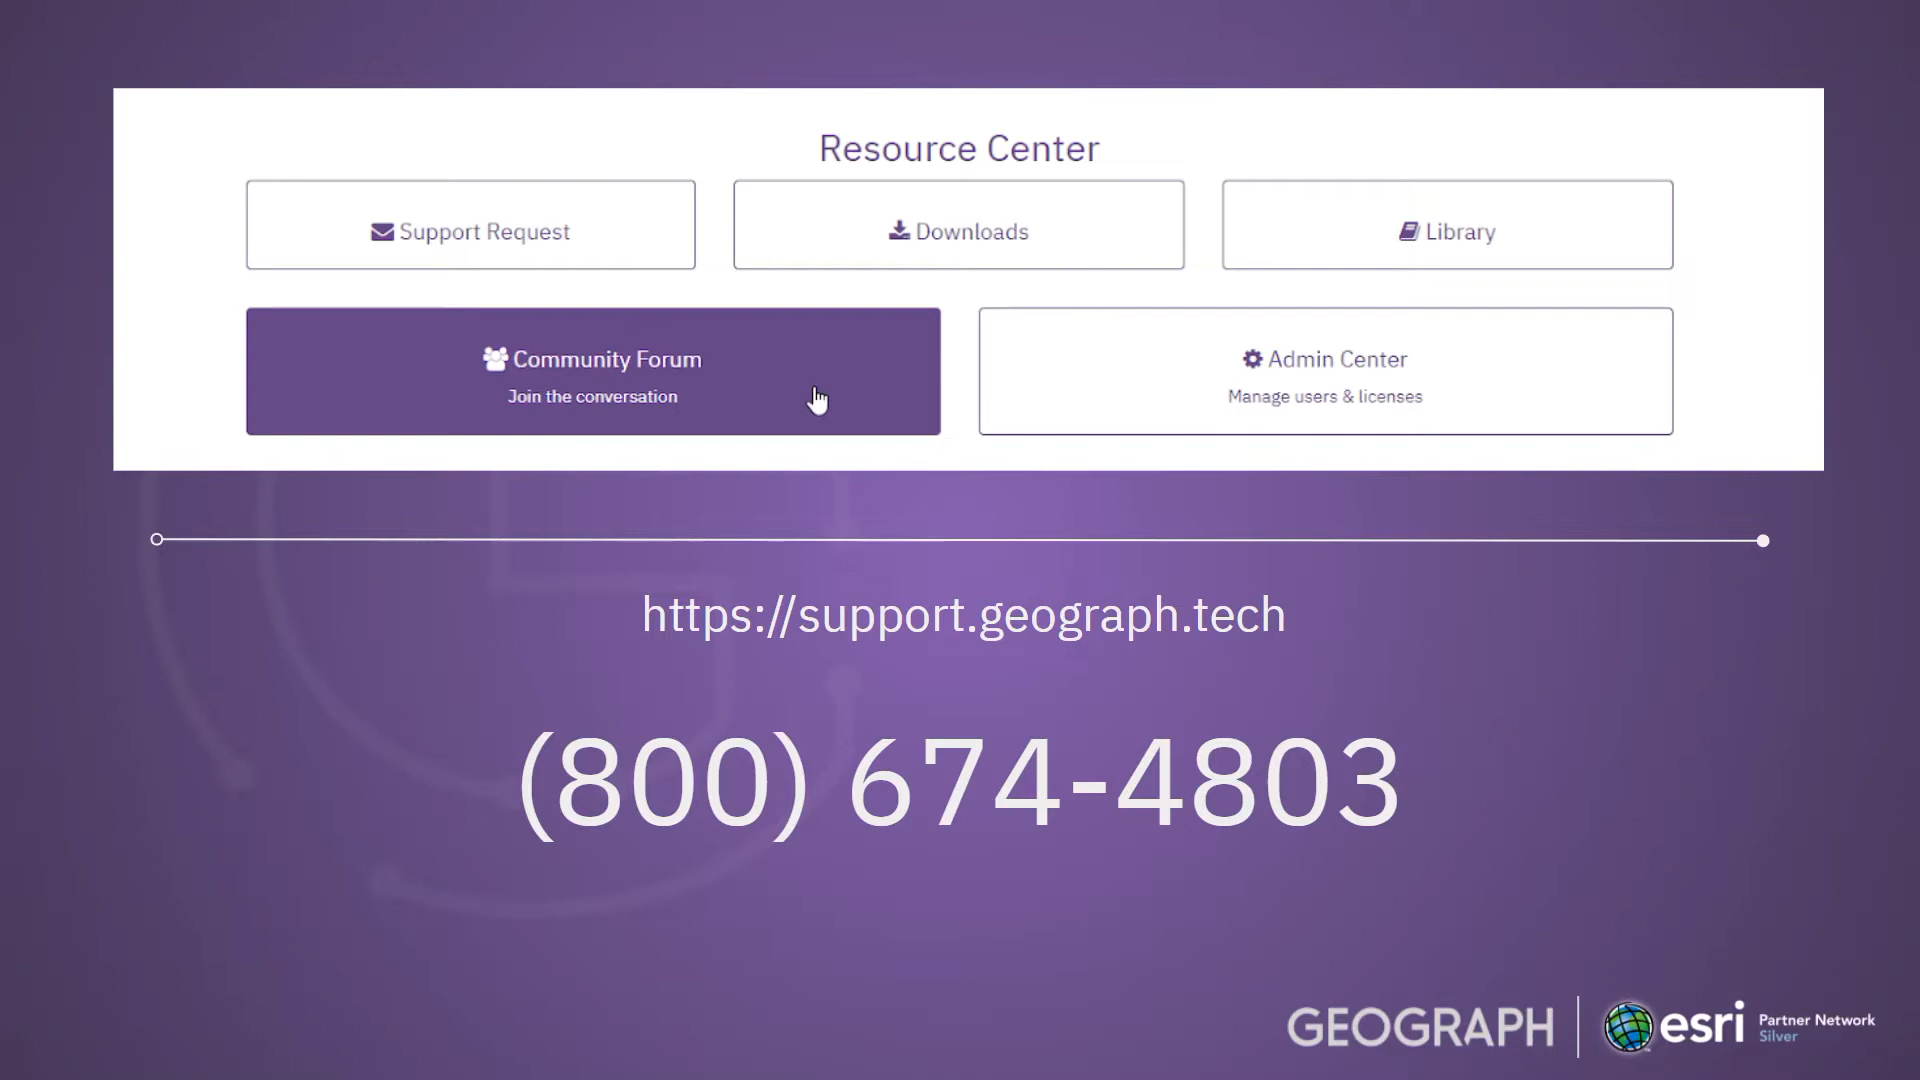 Resource Center
Support Request
Downloads
Library
Community Forum
Join the conversation
Admin Center
Manage users & licenses
https://support.geograph.tech
(800) 674-4803
GEOGRAPH
esri
Partner Network
Silver